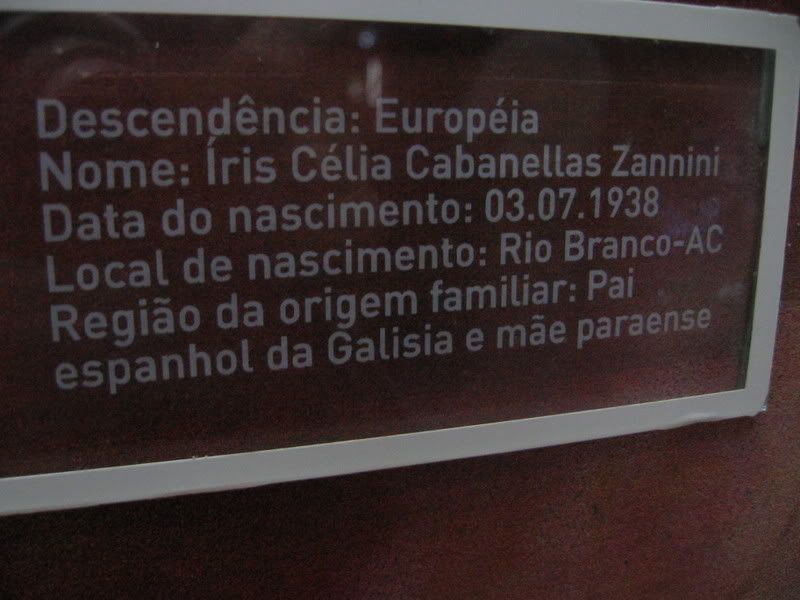 Descendência: Européia
Nome: Íris Célia Cabanellas Zannini
Data do nascimento: 03.07.1938
Local de nascimento: Rio Branco-AC
Região da origem familiar: Pai
espanhol da Galisia e mãe paraense